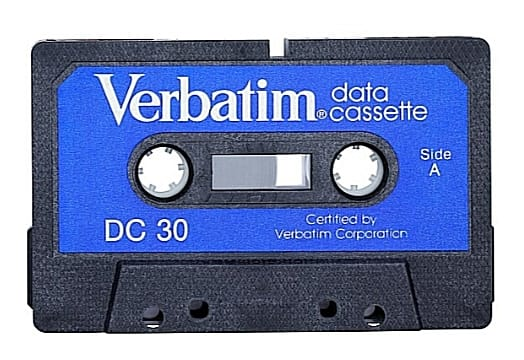 Verbatim® data
cassette
Side
A
DC 30
Certified by
Verbatim Corporation